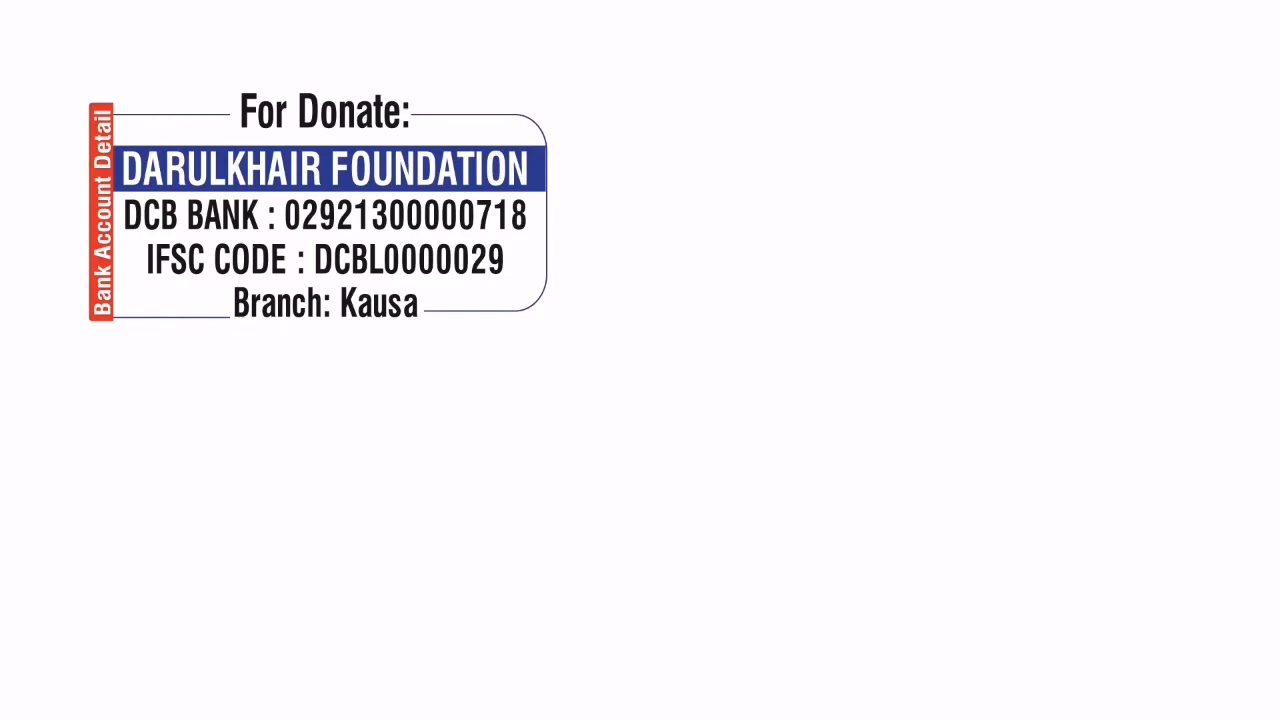 For Donate:
Bank Account Detail
DARULKHAIR FOUNDATION
DCB BANK : 02921300000718
IFSC CODE : DCBL0000029
Branch: Kausa